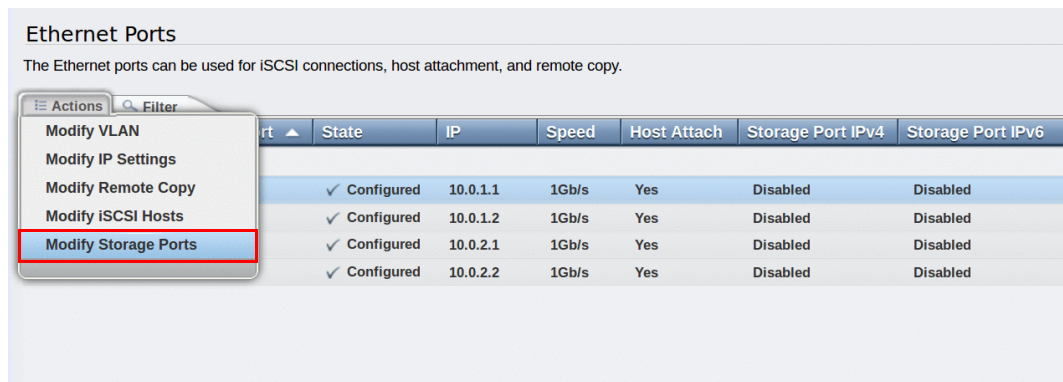 Ethernet Ports
The Ethernet ports can be used for iSCSI connections, host attachment, and remote copy.
Actions Filter
Modify VLAN
Modify IP Settings
Modify Remote Copy
Modify iSCSI Hosts
Modify Storage Ports
rt State IP Speed Host Attach Storage Port IPv4 Storage Port IPv6
Configured 10.0.1.1 1Gb/s Yes Disabled Disabled
Configured 10.0.1.2 1Gb/s Yes Disabled Disabled
Configured 10.0.2.1 1Gb/s Yes Disabled Disabled
Configured 10.0.2.2 1Gb/s Yes Disabled Disabled